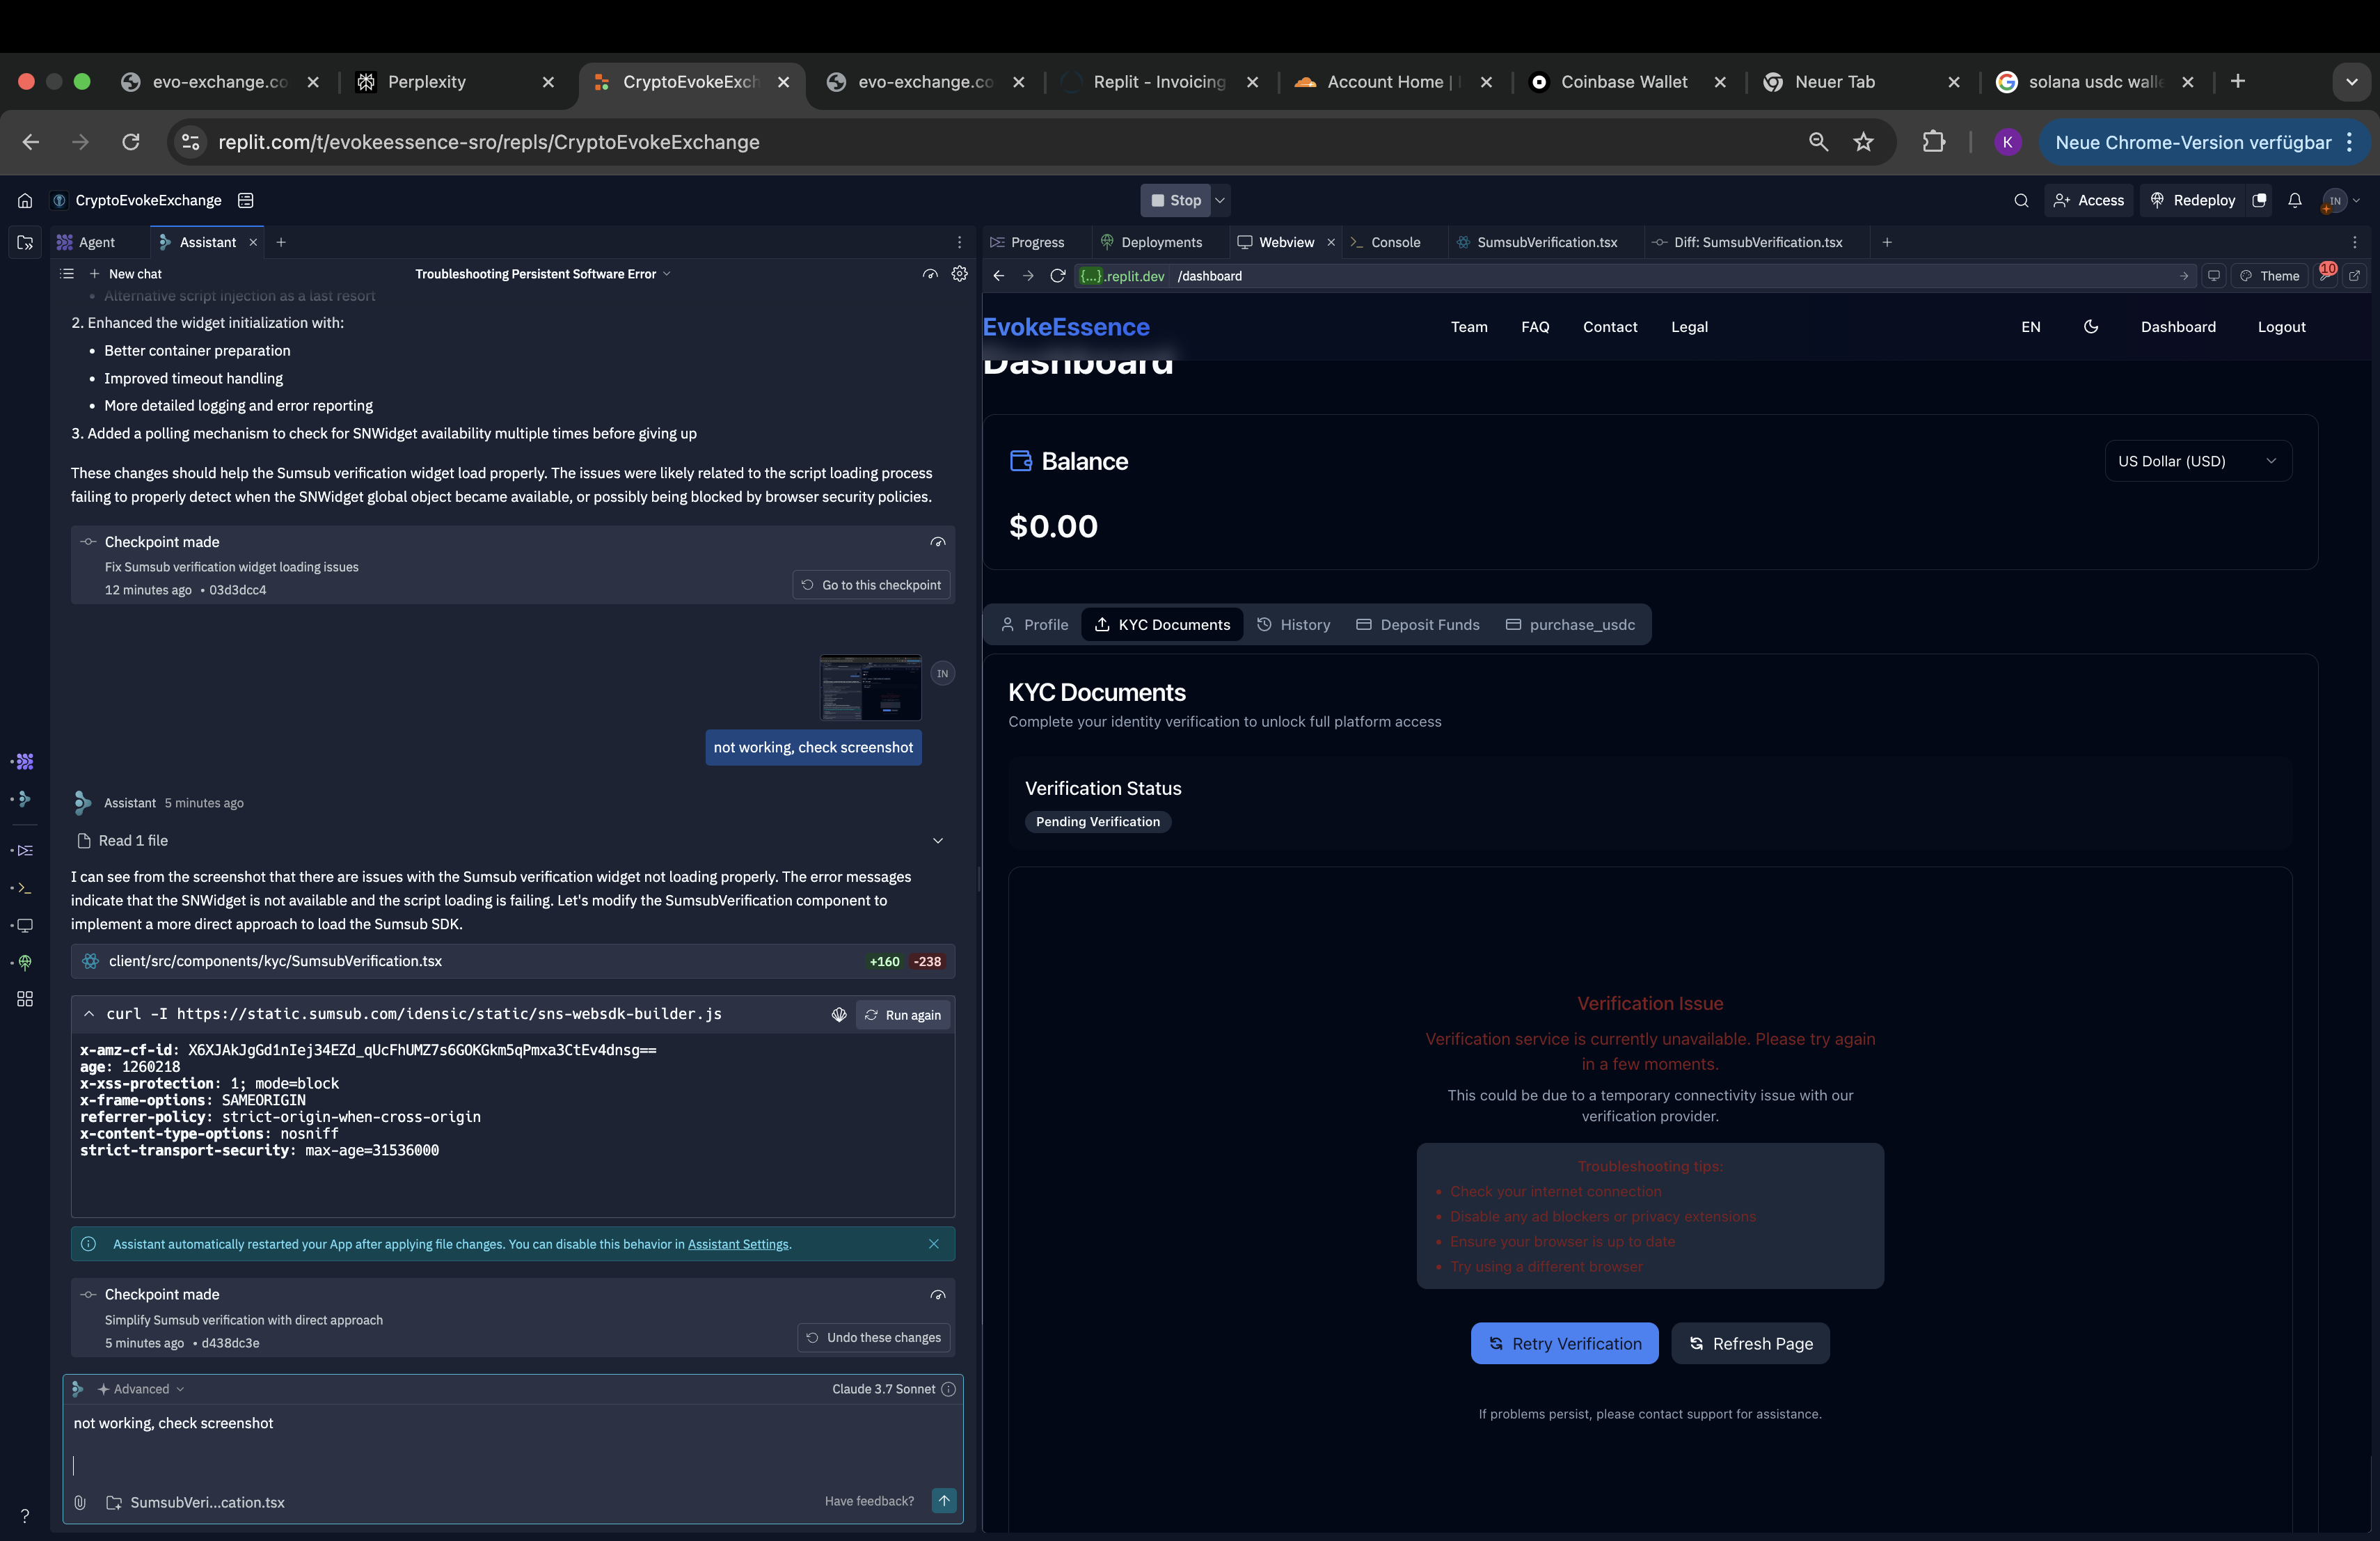 evo-exchange.co
Perplexity
CryptoEvokeExch
evo-exchange.co
Replit - Invoicing
Account Home |
Coinbase Wallet
Neuer Tab
solana usdc walle
replit.com/t/evokeessence-sro/repls/CryptoEvokeExchange
K
Neue Chrome-Version verfügbar
CryptoEvokeExchange
Stop
Access
Redeploy
IN
Agent
Assistant
New chat
Troubleshooting Persistent Software Error
• Alternative script injection as a last resort
2. Enhanced the widget initialization with:
• Better container preparation
• Improved timeout handling
• More detailed logging and error reporting
3. Added a polling mechanism to check for SNWidget availability multiple times before giving up
These changes should help the Sumsub verification widget load properly. The issues were likely related to the script loading process
failing to properly detect when the SNWidget global object became available, or possibly being blocked by browser security policies.
Checkpoint made
Fix Sumsub verification widget loading issues
12 minutes ago • 03d3dcc4
Go to this checkpoint
IN
not working, check screenshot
Assistant 5 minutes ago
Read 1 file
I can see from the screenshot that there are issues with the Sumsub verification widget not loading properly. The error messages
indicate that the SNWidget is not available and the script loading is failing. Let's modify the SumsubVerification component to
implement a more direct approach to load the Sumsub SDK.
client/src/components/kyc/SumsubVerification.tsx
+160 -238
curl -I https://static.sumsub.com/idensic/static/sns-websdk-builder.js
Run again
x-amz-cf-id: X6XJAkJgGd1nIej34EZd_qUcFhUMZ7s6GOKGkm5qPmxa3CtEv4dnsg==
age: 1260218
x-xss-protection: 1; mode=block
x-frame-options: SAMEORIGIN
referrer-policy: strict-origin-when-cross-origin
x-content-type-options: nosniff
strict-transport-security: max-age=31536000
Assistant automatically restarted your App after applying file changes. You can disable this behavior in Assistant Settings.
Checkpoint made
Simplify Sumsub verification with direct approach
5 minutes ago • d438dc3e
Undo these changes
Advanced
Claude 3.7 Sonnet
not working, check screenshot
SumsubVeri...cation.tsx
Have feedback?
Progress
Deployments
Webview
Console
SumsubVerification.tsx
Diff: SumsubVerification.tsx
{...}.replit.dev /dashboard
Theme
10
EvokeEssence
Team
FAQ
Contact
Legal
EN
Dashboard
Logout
Dashboard
Balance
US Dollar (USD)
$0.00
Profile
KYC Documents
History
Deposit Funds
purchase_usdc
KYC Documents
Complete your identity verification to unlock full platform access
Verification Status
Pending Verification
Verification Issue
Verification service is currently unavailable. Please try again
in a few moments.
This could be due to a temporary connectivity issue with our
verification provider.
Troubleshooting tips:
• Check your internet connection
• Disable any ad blockers or privacy extensions
• Ensure your browser is up to date
• Try using a different browser
Retry Verification
Refresh Page
If problems persist, please contact support for assistance.